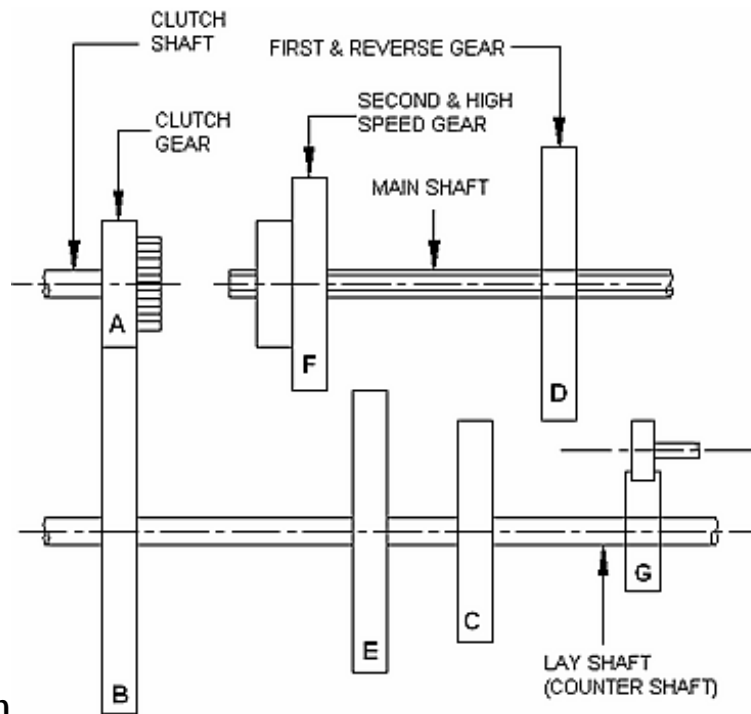 CLUTCH
SHAFT
FIRST & REVERSE GEAR
SECOND & HIGH
SPEED GEAR
CLUTCH
GEAR
MAIN SHAFT
A
F
D
E
C
G
B
LAY SHAFT
(COUNTER SHAFT)